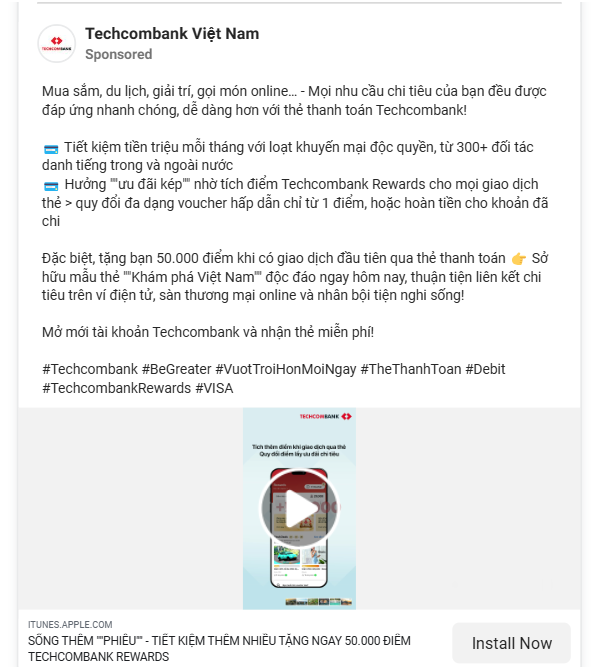 Techcombank Việt Nam
TECHCOMBANK
Sponsored
Mua sắm, du lịch, giải trí, gọi món online… - Mọi nhu cầu chi tiêu của bạn đều được
đáp ứng nhanh chóng, dễ dàng hơn với thẻ thanh toán Techcombank!
Tiết kiệm tiền triệu mỗi tháng với loạt khuyến mại độc quyền, từ 300+ đối tác
danh tiếng trong và ngoài nước
Hưởng ""ưu đãi kép"" nhờ tích điểm Techcombank Rewards cho mọi giao dịch
thẻ > quy đổi đa dạng voucher hấp dẫn chỉ từ 1 điểm, hoặc hoàn tiền cho khoản đã
chi
Đặc biệt, tặng bạn 50.000 điểm khi có giao dịch đầu tiên qua thẻ thanh toán 👉 Sở
hữu mẫu thẻ ""Khám phá Việt Nam"" độc đáo ngay hôm nay, thuận tiện liên kết chi
tiêu trên ví điện tử, sàn thương mại online và nhân bội tiện nghi sống!
Mở mới tài khoản Techcombank và nhận thẻ miễn phí!
#Techcombank #BeGreater #VuotTroiHonMoiNgay #TheThanhToan #Debit
#TechcombankRewards #VISA
TECHCOMBANK
Tích thêm điểm khi giao dịch qua thẻ
Quy đổi điểm lấy ưu đãi chi tiêu
ITUNES.APPLE.COM
SỐNG THÊM ""PHIÊU"" - TIẾT KIỆM THÊM NHIỀU TẶNG NGAY 50.000 ĐIỂM
TECHCOMBANK REWARDS
Install Now